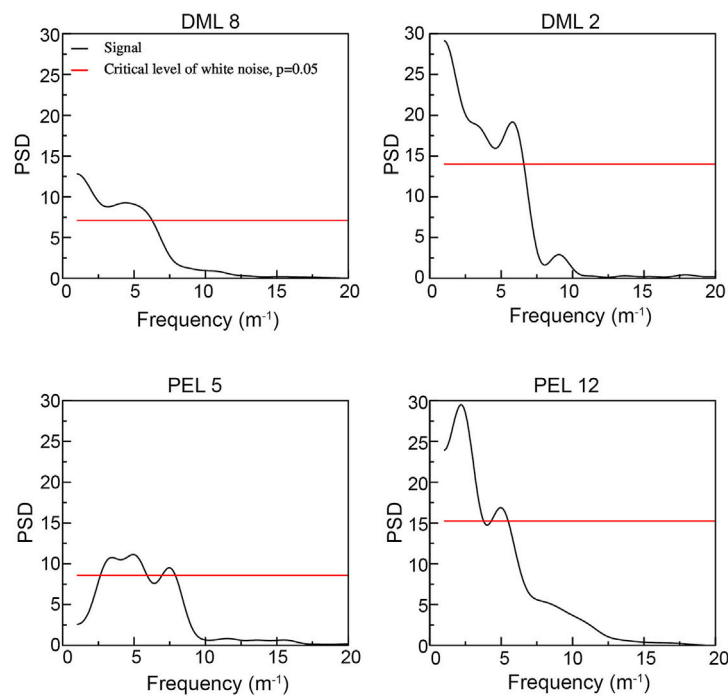 DML 8
30
25
20
15
10
5
0
PSD
Signal
Critical level of white noise, p=0.05
0 5 10 15 20
Frequency (m⁻¹)
DML 2
30
25
20
15
10
5
0
PSD
0 5 10 15 20
Frequency (m⁻¹)
PEL 5
30
25
20
15
10
5
0
PSD
0 5 10 15 20
Frequency (m⁻¹)
PEL 12
30
25
20
15
10
5
0
PSD
0 5 10 15 20
Frequency (m⁻¹)